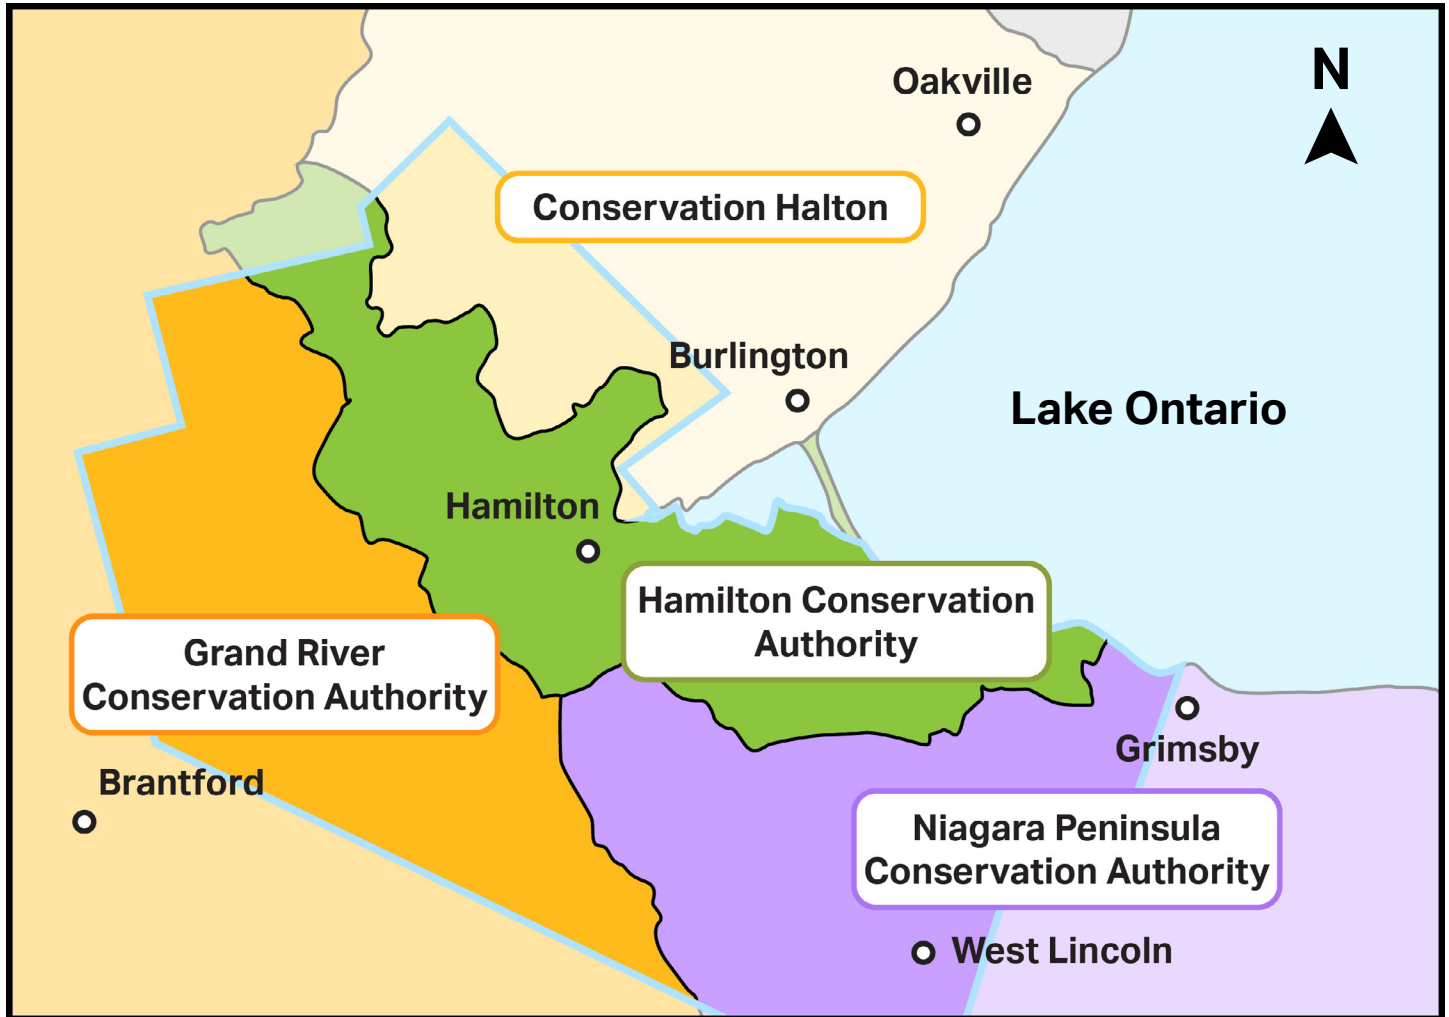 N
Oakville
Conservation Halton
Burlington
Lake Ontario
Hamilton
Hamilton Conservation
Authority
Grand River
Conservation Authority
Grimsby
Brantford
Niagara Peninsula
Conservation Authority
West Lincoln